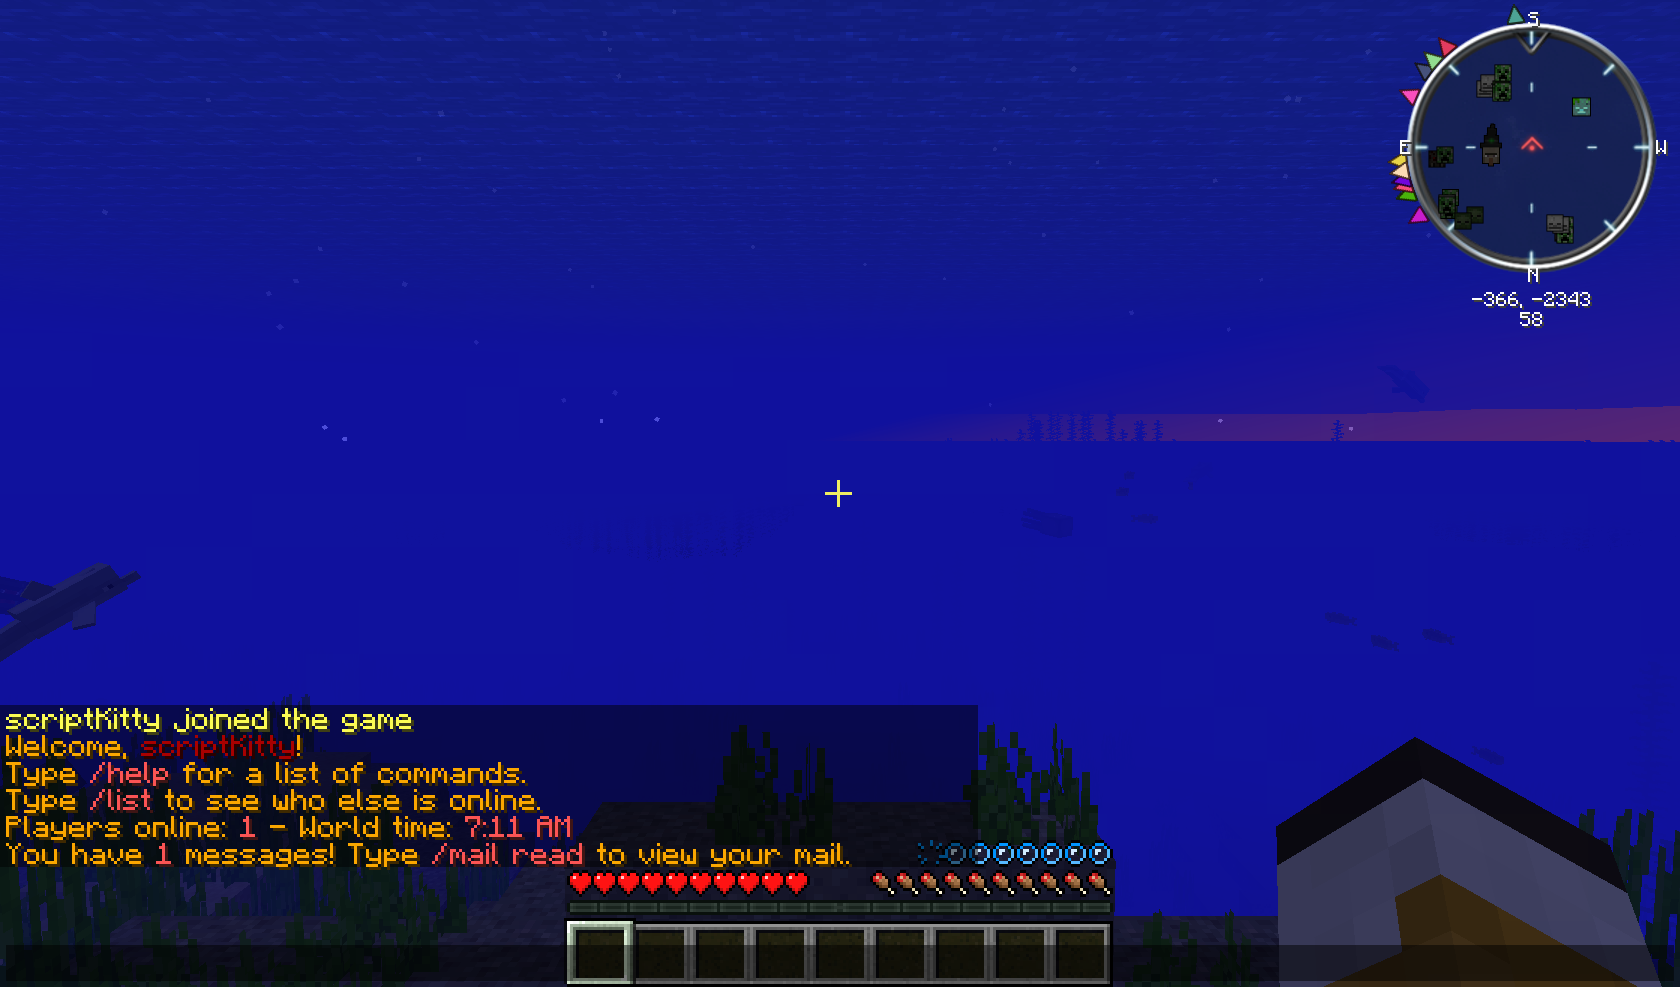 S
E
W
N
-366, -2343
58
scriptKitty joined the game
Welcome, scriptKitty!
Type /help for a list of commands.
Type /list to see who else is online.
Players online: 1 - World time: 7:11 AM
You have 1 messages! Type /mail read to view your mail.